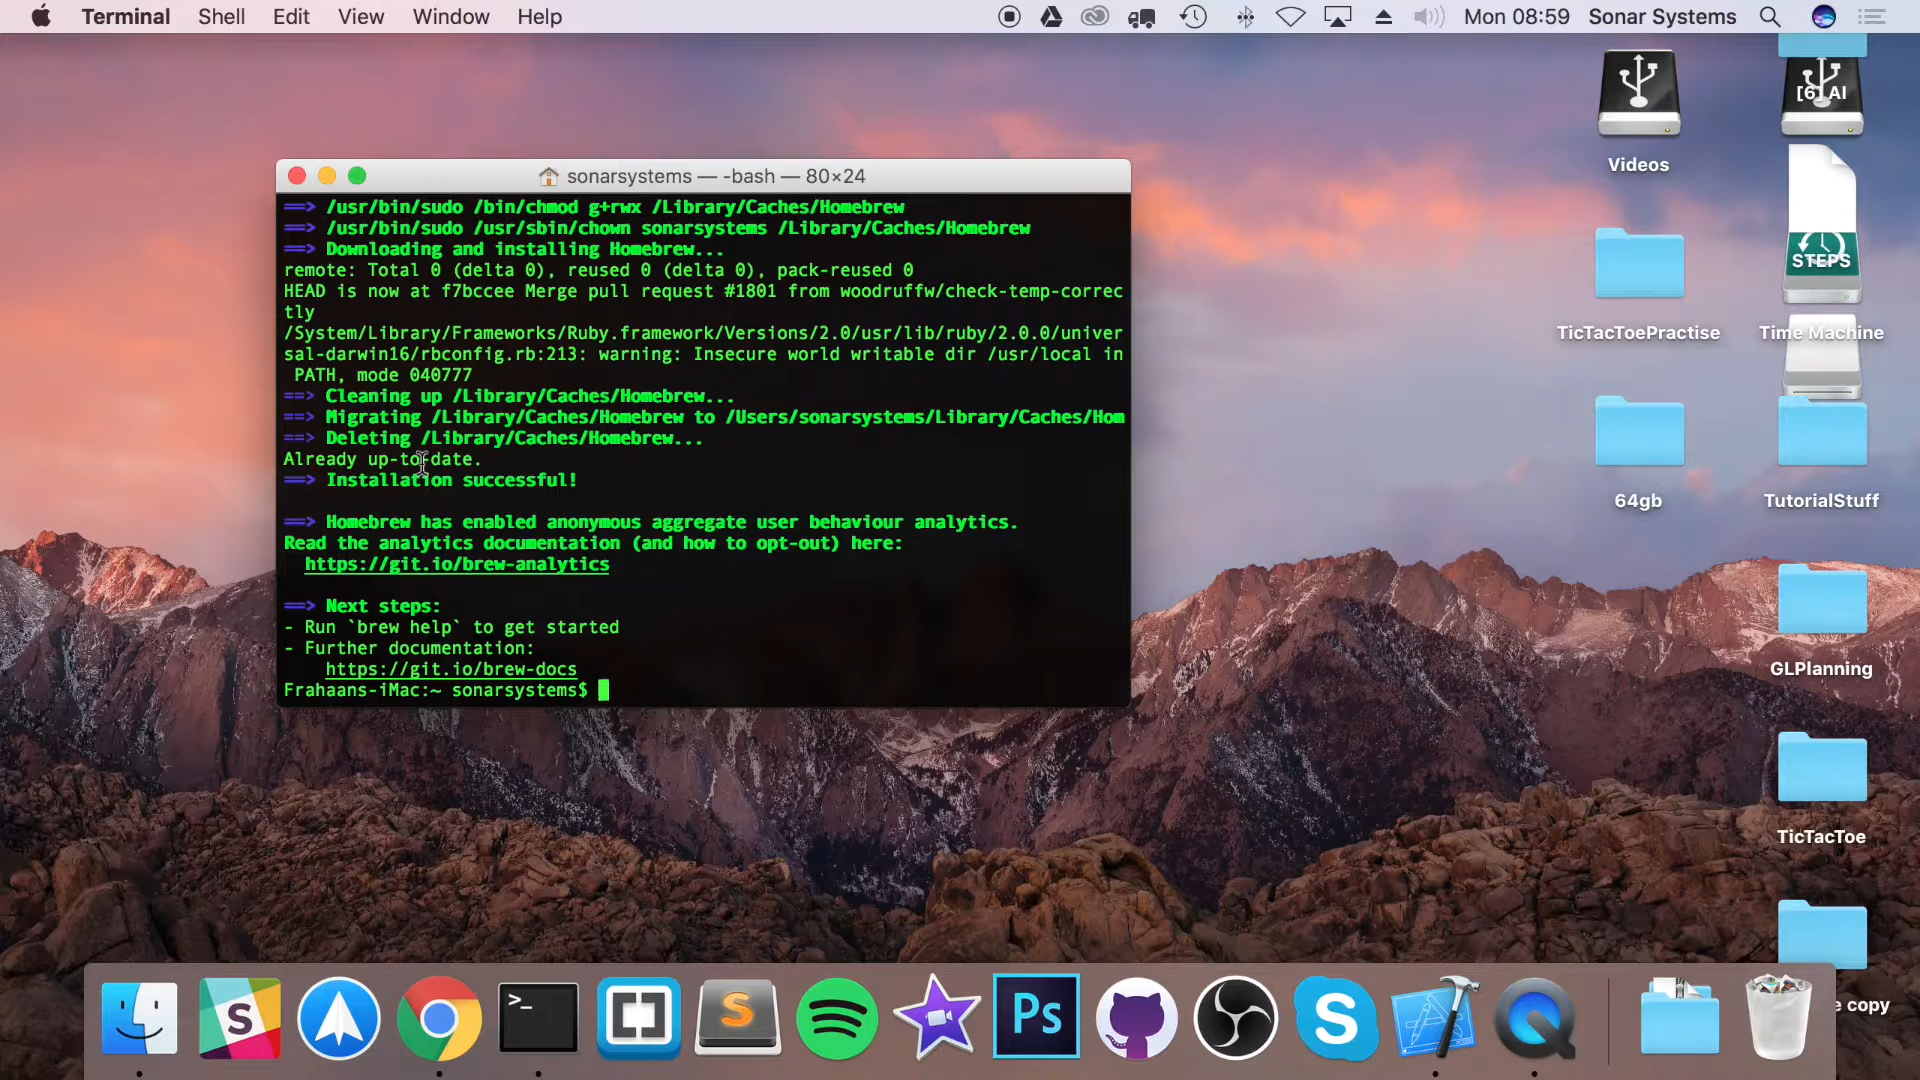 Terminal Shell Edit View Window Help Mon 08:59 Sonar Systems
sonarsystems — -bash — 80×24
==> /usr/bin/sudo /bin/chmod g+rwx /Library/Caches/Homebrew
==> /usr/bin/sudo /usr/sbin/chown sonarsystems /Library/Caches/Homebrew
==> Downloading and installing Homebrew...
remote: Total 0 (delta 0), reused 0 (delta 0), pack-reused 0
HEAD is now at f7bccee Merge pull request #1801 from woodruffw/check-temp-correc
tly
/System/Library/Frameworks/Ruby.framework/Versions/2.0/usr/lib/ruby/2.0.0/univer
sal-darwin16/rbconfig.rb:213: warning: Insecure world writable dir /usr/local in
PATH, mode 040777
==> Cleaning up /Library/Caches/Homebrew...
==> Migrating /Library/Caches/Homebrew to /Users/sonarsystems/Library/Caches/Hom
==> Deleting /Library/Caches/Homebrew...
Already up-to-date.
==> Installation successful!
==> Homebrew has enabled anonymous aggregate user behaviour analytics.
Read the analytics documentation (and how to opt-out) here:
https://git.io/brew-analytics
==> Next steps:
- Run `brew help` to get started
- Further documentation:
https://git.io/brew-docs
Frahaans-iMac:~ sonarsystems$
[6] AI
Videos
STEPS
TicTacToePractise
Time Machine
64gb
TutorialStuff
GLPlanning
TicTacToe
e copy
S
>_
S
Ps
S